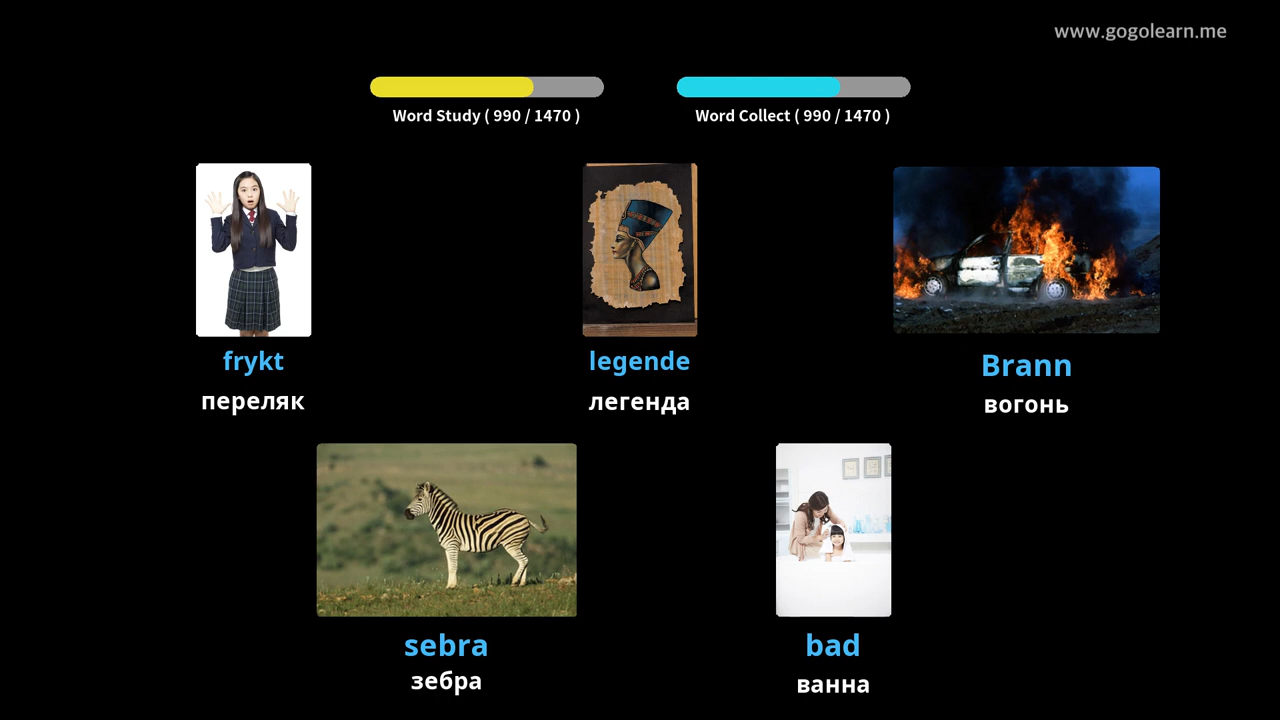 www.gogolearn.me
Word Study ( 990 / 1470 )
Word Collect ( 990 / 1470 )
frykt
переляк
legende
легенда
Brann
вогонь
sebra
зебра
bad
ванна